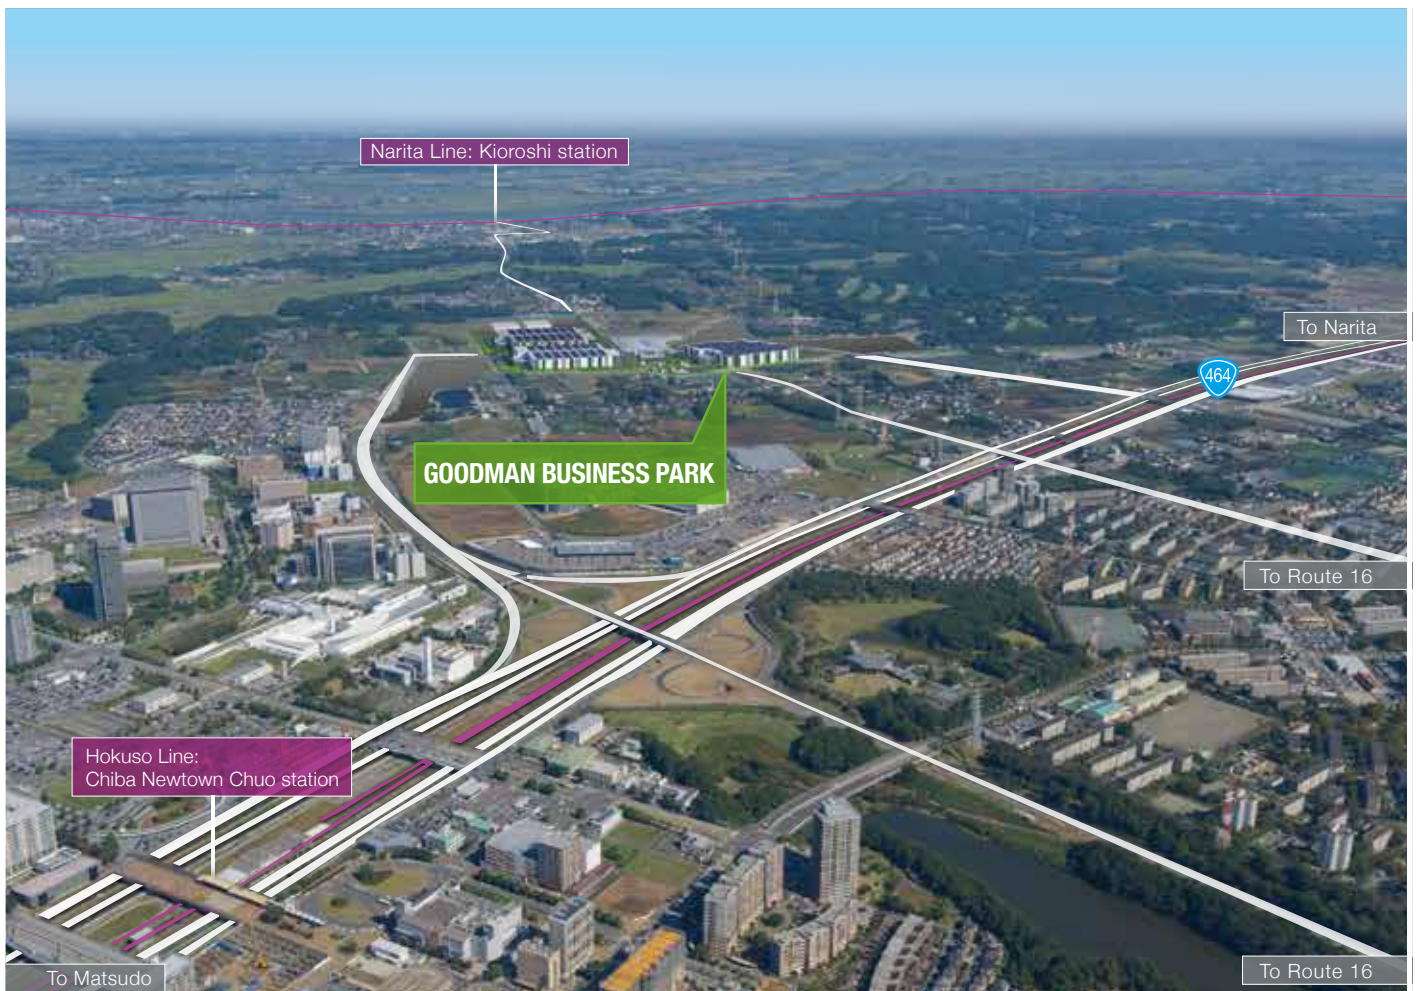 Narita Line: Kioroshi station
To Narita
464
GOODMAN BUSINESS PARK
To Route 16
Hokuso Line:
Chiba Newtown Chuo station
To Matsudo
To Route 16